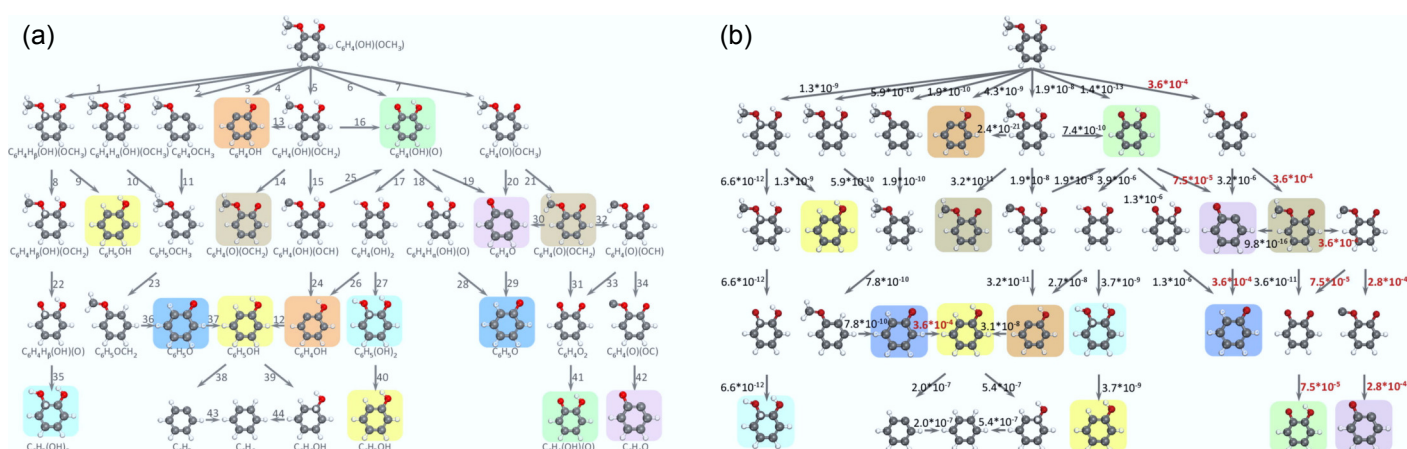 (a)
C₆H₄(OH)(OCH₃)
1 2 3 4 5 6 7
13 16
C₆H₄Hβ(OH)(OCH₃) C₆H₄Hα(OH)(OCH₃) C₆H₄OCH₃ C₆H₄OH C₆H₄(OH)(OCH₂) C₆H₄(OH)(O) C₆H₄(O)(OCH₃)
8 9 10 11 14 15 25 17 18 19 20 21
30 32
C₆H₄Hβ(OH)(OCH₂) C₆H₅OH C₆H₅OCH₃ C₆H₄(O)(OCH₂) C₆H₄(OH)(OCH) C₆H₄(OH)₂ C₆H₄Hα(OH)(O) C₆H₄O C₆H₄(O)(OCH₂) C₆H₄(O)(OCH)
22 23 24 26 27 28 29 31 33 34
36 37 12
C₆H₄Hβ(OH)(O) C₆H₅OCH₂ C₆H₅O C₆H₅OH C₆H₄OH C₆H₅(OH)₂ C₆H₅O C₆H₄O₂ C₆H₄(O)(OC)
35 38 39 40 41 42
43 44
(b)
1.3*10⁻⁹ 5.9*10⁻¹⁰ 1.9*10⁻¹⁰ 4.3*10⁻⁹ 1.9*10⁻⁸ 1.4*10⁻¹³ 3.6*10⁻⁴
2.4*10⁻²¹ 7.4*10⁻¹⁰
6.6*10⁻¹² 1.3*10⁻⁹ 5.9*10⁻¹⁰ 1.9*10⁻¹⁰ 3.2*10⁻¹¹ 1.9*10⁻⁸ 1.9*10⁻⁸ 3.9*10⁻⁶ 1.3*10⁻⁶ 7.5*10⁻⁵ 3.2*10⁻⁶ 3.6*10⁻⁴
9.8*10⁻¹⁶
6.6*10⁻¹² 7.8*10⁻¹⁰ 3.2*10⁻¹¹ 2.7*10⁻⁸ 3.7*10⁻⁹ 1.3*10⁻⁶ 3.6*10⁻⁴ 3.6*10⁻¹¹ 7.5*10⁻⁵ 2.8*10⁻⁴
7.8*10⁻¹⁰ 3.6*10⁻⁴ 3.1*10⁻⁸
6.6*10⁻¹² 2.0*10⁻⁷ 5.4*10⁻⁷ 3.7*10⁻⁹ 7.5*10⁻⁵ 2.8*10⁻⁴
2.0*10⁻⁷ 5.4*10⁻⁷